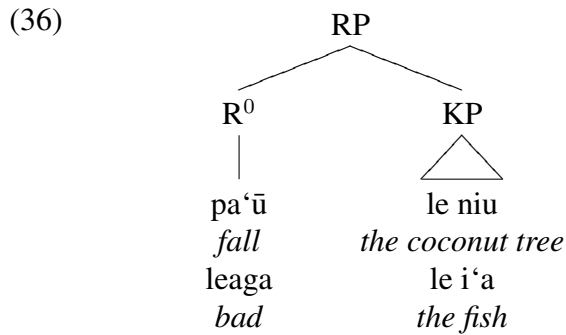 (36) RP
R⁰ KP
pa‘ū le niu
fall the coconut tree
leaga le i‘a
bad the fish